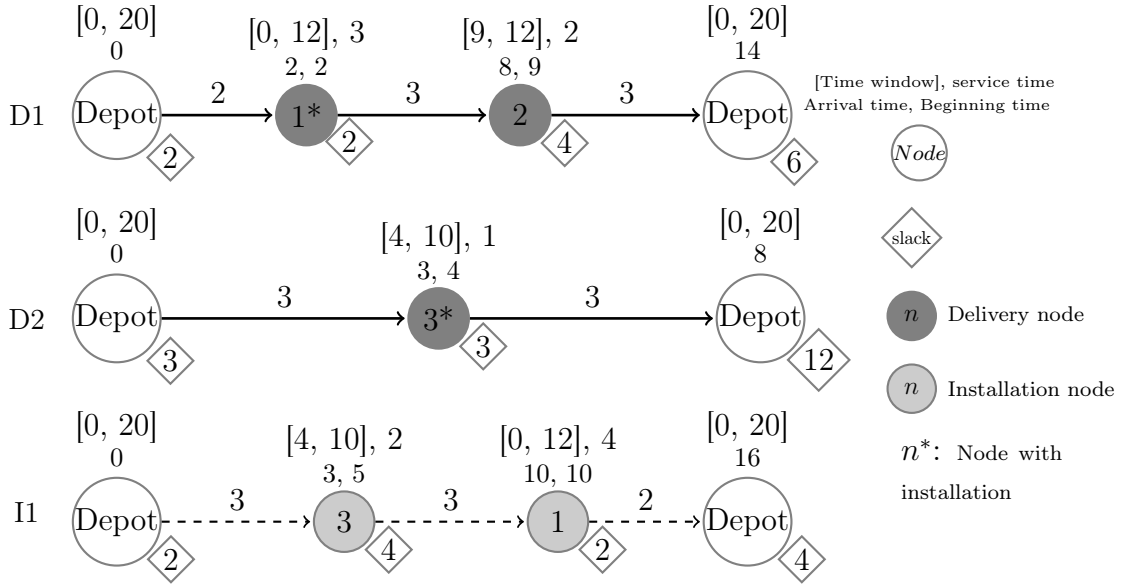 [0, 20]
0
[0, 12], 3
2, 2
[9, 12], 2
8, 9
[0, 20]
14
D1
Depot
2
2
1*
2
3
2
4
3
Depot
6
[Time window], service time
Arrival time, Beginning time
Node
slack
n Delivery node
n Installation node
n*: Node with
installation
[0, 20]
0
[4, 10], 1
3, 4
[0, 20]
8
D2
Depot
3
3
3*
3
3
Depot
12
[0, 20]
0
[4, 10], 2
3, 5
[0, 12], 4
10, 10
[0, 20]
16
I1
Depot
2
3
3
4
3
1
2
2
Depot
4